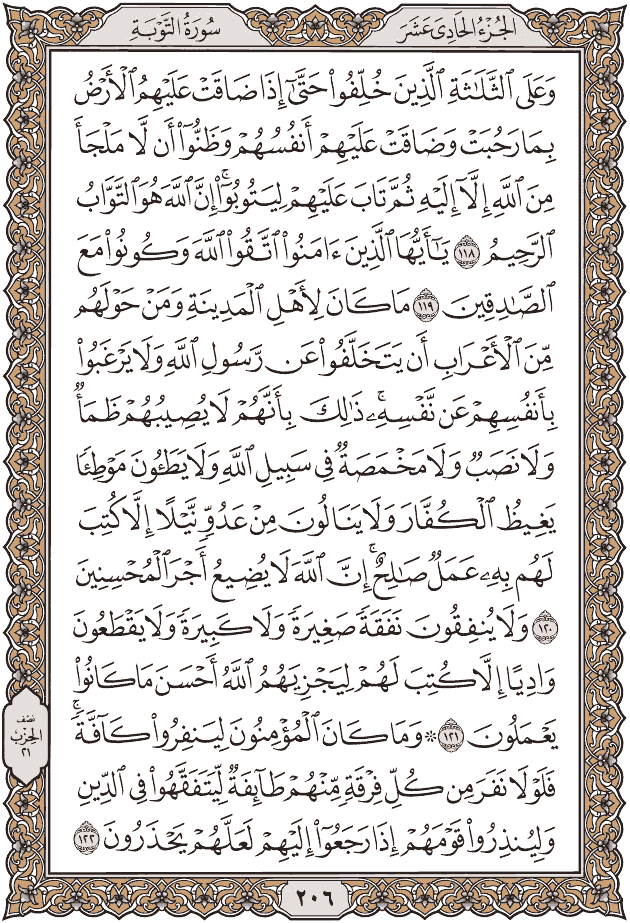 الجُزْءُ الحَادِي عَشَرَ
سُورَةُ التَّوْبَةِ
وَعَلَى ٱلثَّلَٰثَةِ ٱلَّذِينَ خُلِّفُوا۟ حَتَّىٰٓ إِذَا ضَاقَتْ عَلَيْهِمُ ٱلْأَرْضُ
بِمَا رَحُبَتْ وَضَاقَتْ عَلَيْهِمْ أَنفُسُهُمْ وَظَنُّوٓا۟ أَن لَّا مَلْجَأَ
مِنَ ٱللَّهِ إِلَّآ إِلَيْهِ ثُمَّ تَابَ عَلَيْهِمْ لِيَتُوبُوٓا۟ۚ إِنَّ ٱللَّهَ هُوَ ٱلتَّوَّابُ
ٱلرَّحِيمُ ١١٨ يَٰٓأَيُّهَا ٱلَّذِينَ ءَامَنُوا۟ ٱتَّقُوا۟ ٱللَّهَ وَكُونُوا۟ مَعَ
ٱلصَّٰدِقِينَ ١١٩ مَا كَانَ لِأَهْلِ ٱلْمَدِينَةِ وَمَنْ حَوْلَهُم
مِّنَ ٱلْأَعْرَابِ أَن يَتَخَلَّفُوا۟ عَن رَّسُولِ ٱللَّهِ وَلَا يَرْغَبُوا۟
بِأَنفُسِهِمْ عَن نَّفْسِهِۦۚ ذَٰلِكَ بِأَنَّهُمْ لَا يُصِيبُهُمْ ظَمَأٌ
وَلَا نَصَبٌ وَلَا مَخْمَصَةٌ فِى سَبِيلِ ٱللَّهِ وَلَا يَطَـُٔونَ مَوْطِئًا
يَغِيظُ ٱلْكُفَّارَ وَلَا يَنَالُونَ مِنْ عَدُوٍّ نَّيْلًا إِلَّا كُتِبَ
لَهُم بِهِۦ عَمَلٌ صَٰلِحٌۚ إِنَّ ٱللَّهَ لَا يُضِيعُ أَجْرَ ٱلْمُحْسِنِينَ
١٢٠ وَلَا يُنفِقُونَ نَفَقَةً صَغِيرَةً وَلَا كَبِيرَةً وَلَا يَقْطَعُونَ
وَادِيًا إِلَّا كُتِبَ لَهُمْ لِيَجْزِيَهُمُ ٱللَّهُ أَحْسَنَ مَا كَانُوا۟
يَعْمَلُونَ ١٢١ ۞ وَمَا كَانَ ٱلْمُؤْمِنُونَ لِيَنفِرُوا۟ كَآفَّةًۚ
نصف
الحزب
٢١
فَلَوْلَا نَفَرَ مِن كُلِّ فِرْقَةٍ مِّنْهُمْ طَآئِفَةٌ لِّيَتَفَقَّهُوا۟ فِى ٱلدِّينِ
وَلِيُنذِرُوا۟ قَوْمَهُمْ إِذَا رَجَعُوٓا۟ إِلَيْهِمْ لَعَلَّهُمْ يَحْذَرُونَ ١٢٢
٢٠٦